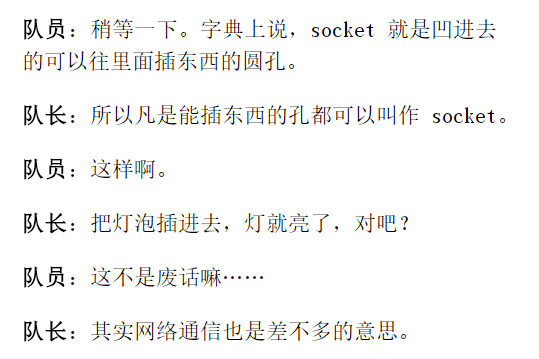 队员：稍等一下。字典上说，socket 就是凹进去
的可以往里面插东西的圆孔。
队长：所以凡是能插东西的孔都可以叫作 socket。
队员：这样啊。
队长：把灯泡插进去，灯就亮了，对吧？
队员：这不是废话嘛……
队长：其实网络通信也是差不多的意思。